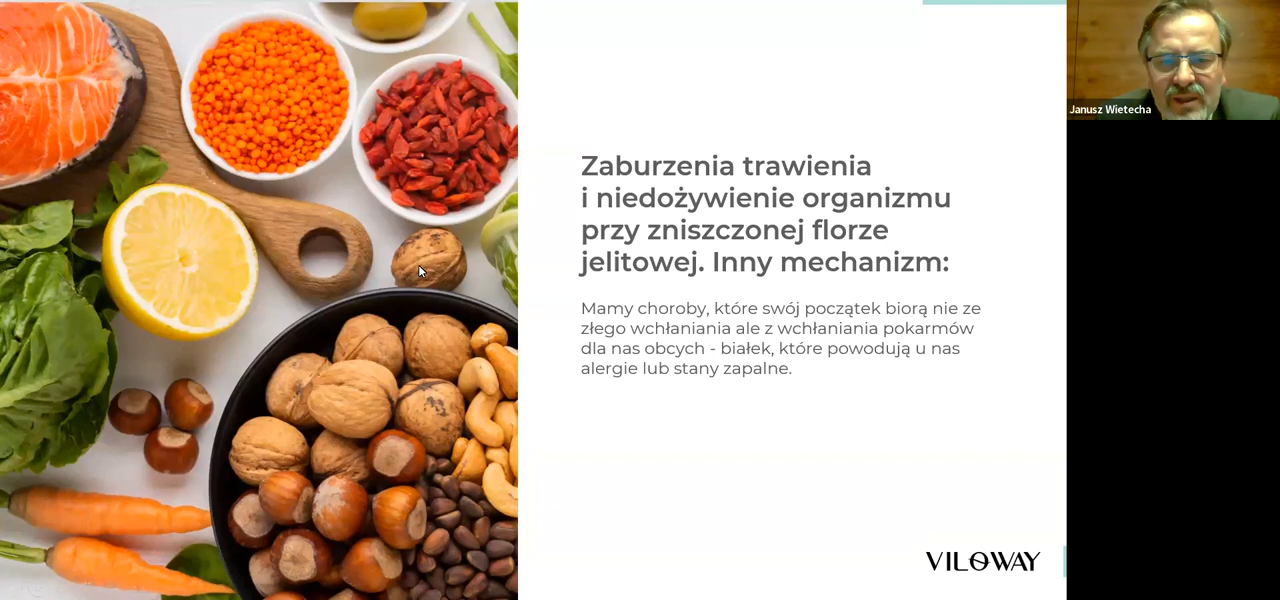 Zaburzenia trawienia
i niedożywienie organizmu
przy zniszczonej florze
jelitowej. Inny mechanizm:
Mamy choroby, które swój początek biorą nie ze
złego wchłaniania ale z wchłaniania pokarmów
dla nas obcych - białek, które powodują u nas
alergie lub stany zapalne.
VILOWAY
Janusz Wietecha